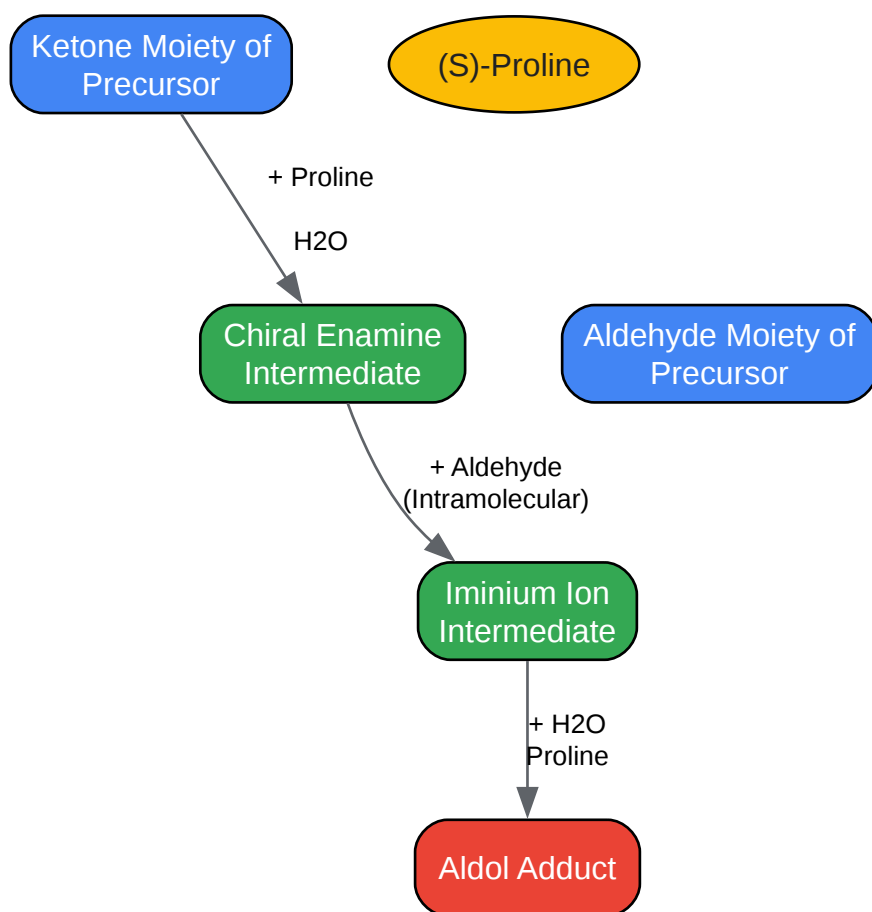 Ketone Moiety of
Precursor
(S)-Proline
+ Proline
H2O
Chiral Enamine
Intermediate
Aldehyde Moiety of
Precursor
+ Aldehyde
(Intramolecular)
Iminium Ion
Intermediate
+ H2O
Proline
Aldol Adduct